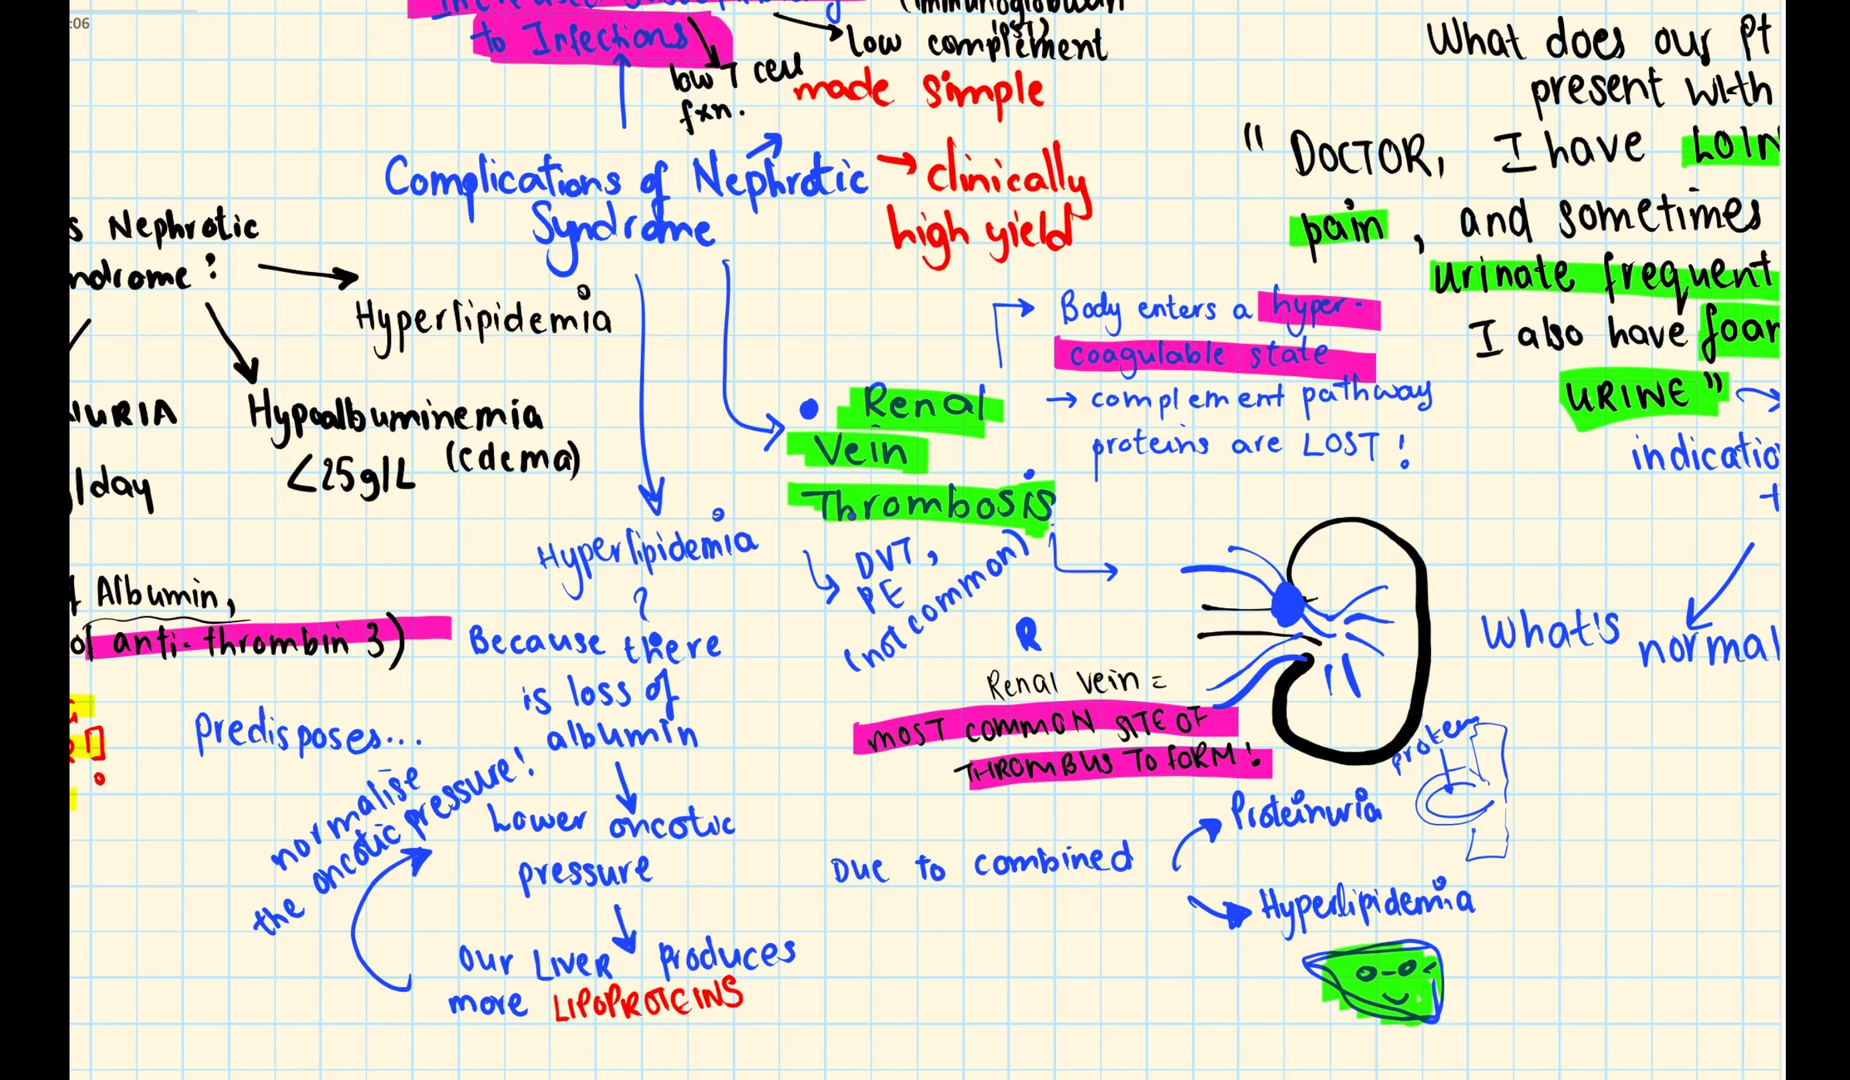 :06
to Infections
low T cell
fxn.
Low complement
made simple
Complications of Nephrotic
Syndrome
→ clinically
high yield
s Nephrotic
ndrome?
Hyperlipidemia
Hypoalbuminemia
<25g/L (edema)
NURIA
/day
Albumin,
of anti-thrombin 3)
Predisposes...
normalise
the oncotic pressure!
Hyperlipidemia
?
Because there
is loss of
albumin
Lower oncotic
pressure
Our LIVER produces
more LIPOPROTEINS
• Renal
Vein
Thrombosis
Body enters a hyper-
coagulable state
→ complement pathway
proteins are LOST!
DVT,
PE
(not common)
R
Renal vein =
MOST COMMON SITE OF
THROMBUS TO FORM!
Due to combined
Proteinuria
Hyperlipidemia
protein
What does our Pt
present with
" DOCTOR, I have LOIN
pain, and sometimes
urinate frequent
I also have foam
URINE"
indicatio
What's normal